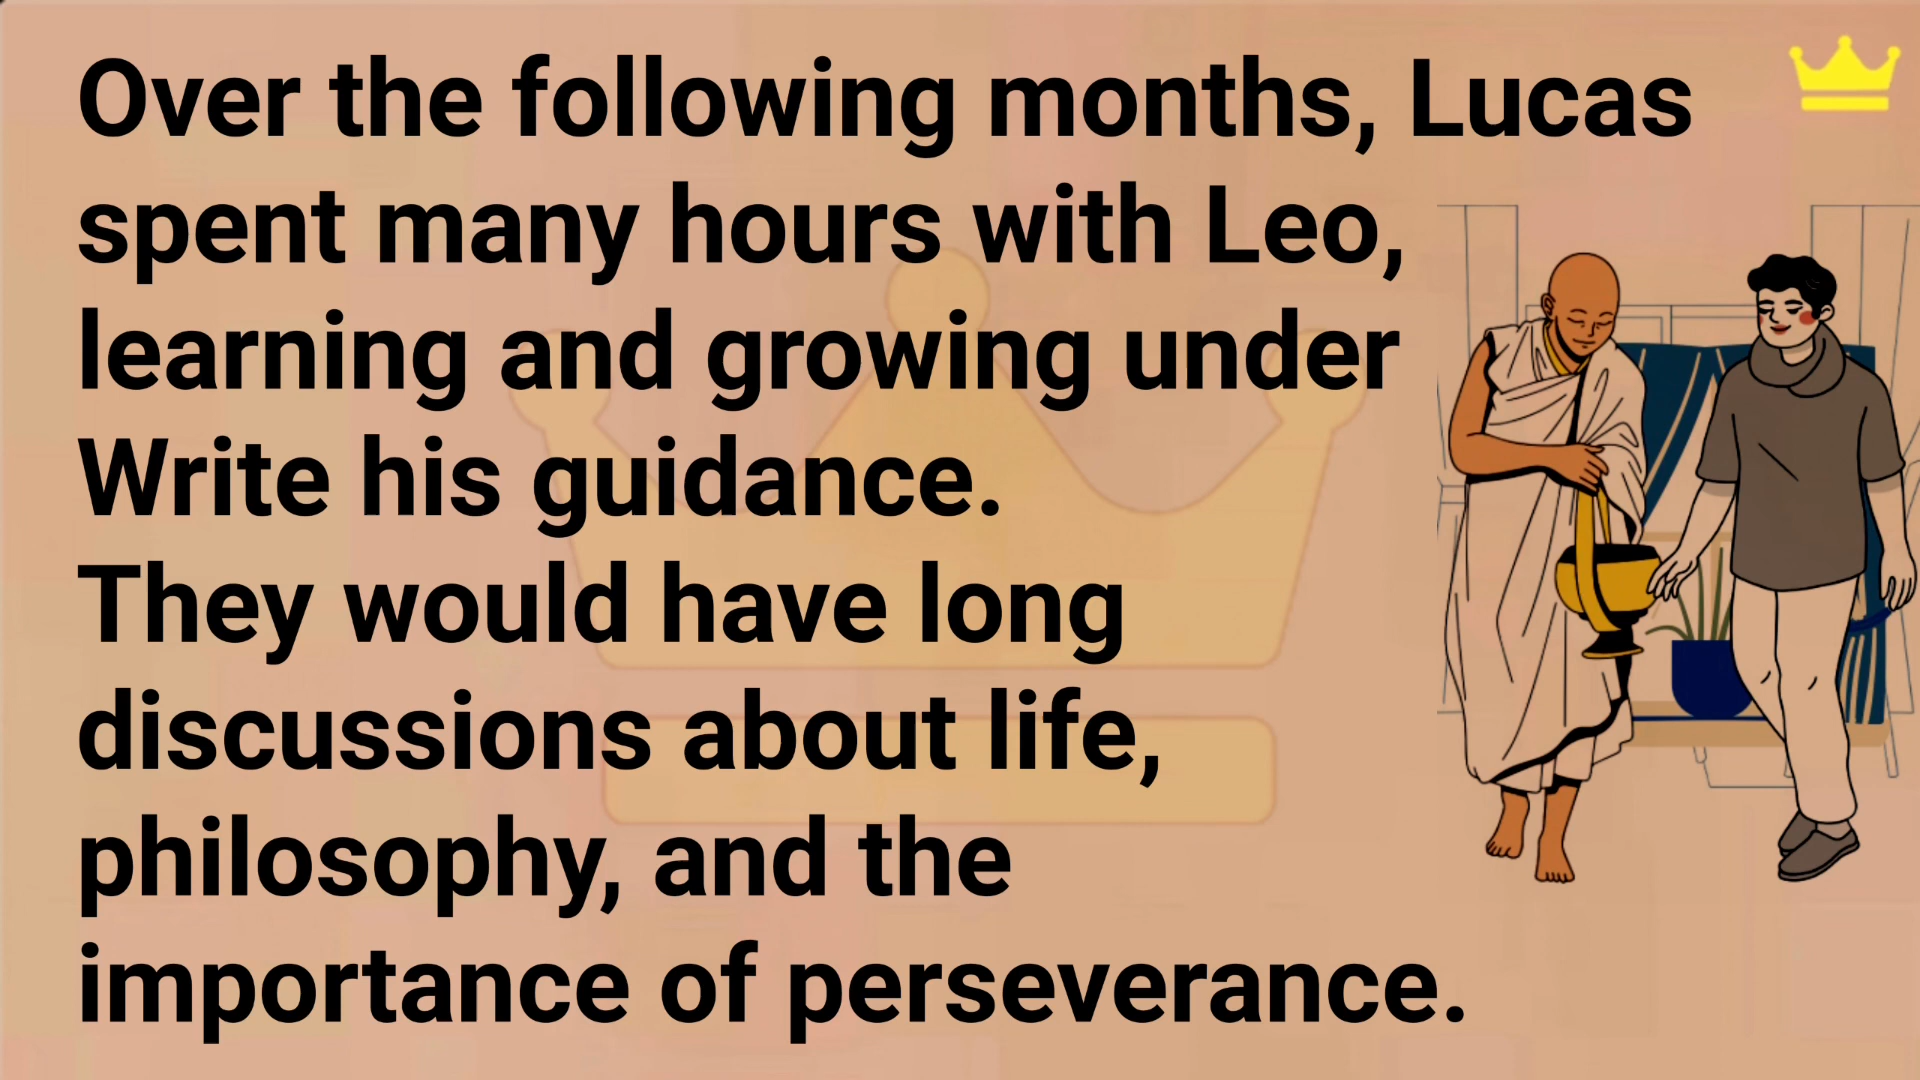 Over the following months, Lucas
spent many hours with Leo,
learning and growing under
Write his guidance.
They would have long
discussions about life,
philosophy, and the
importance of perseverance.